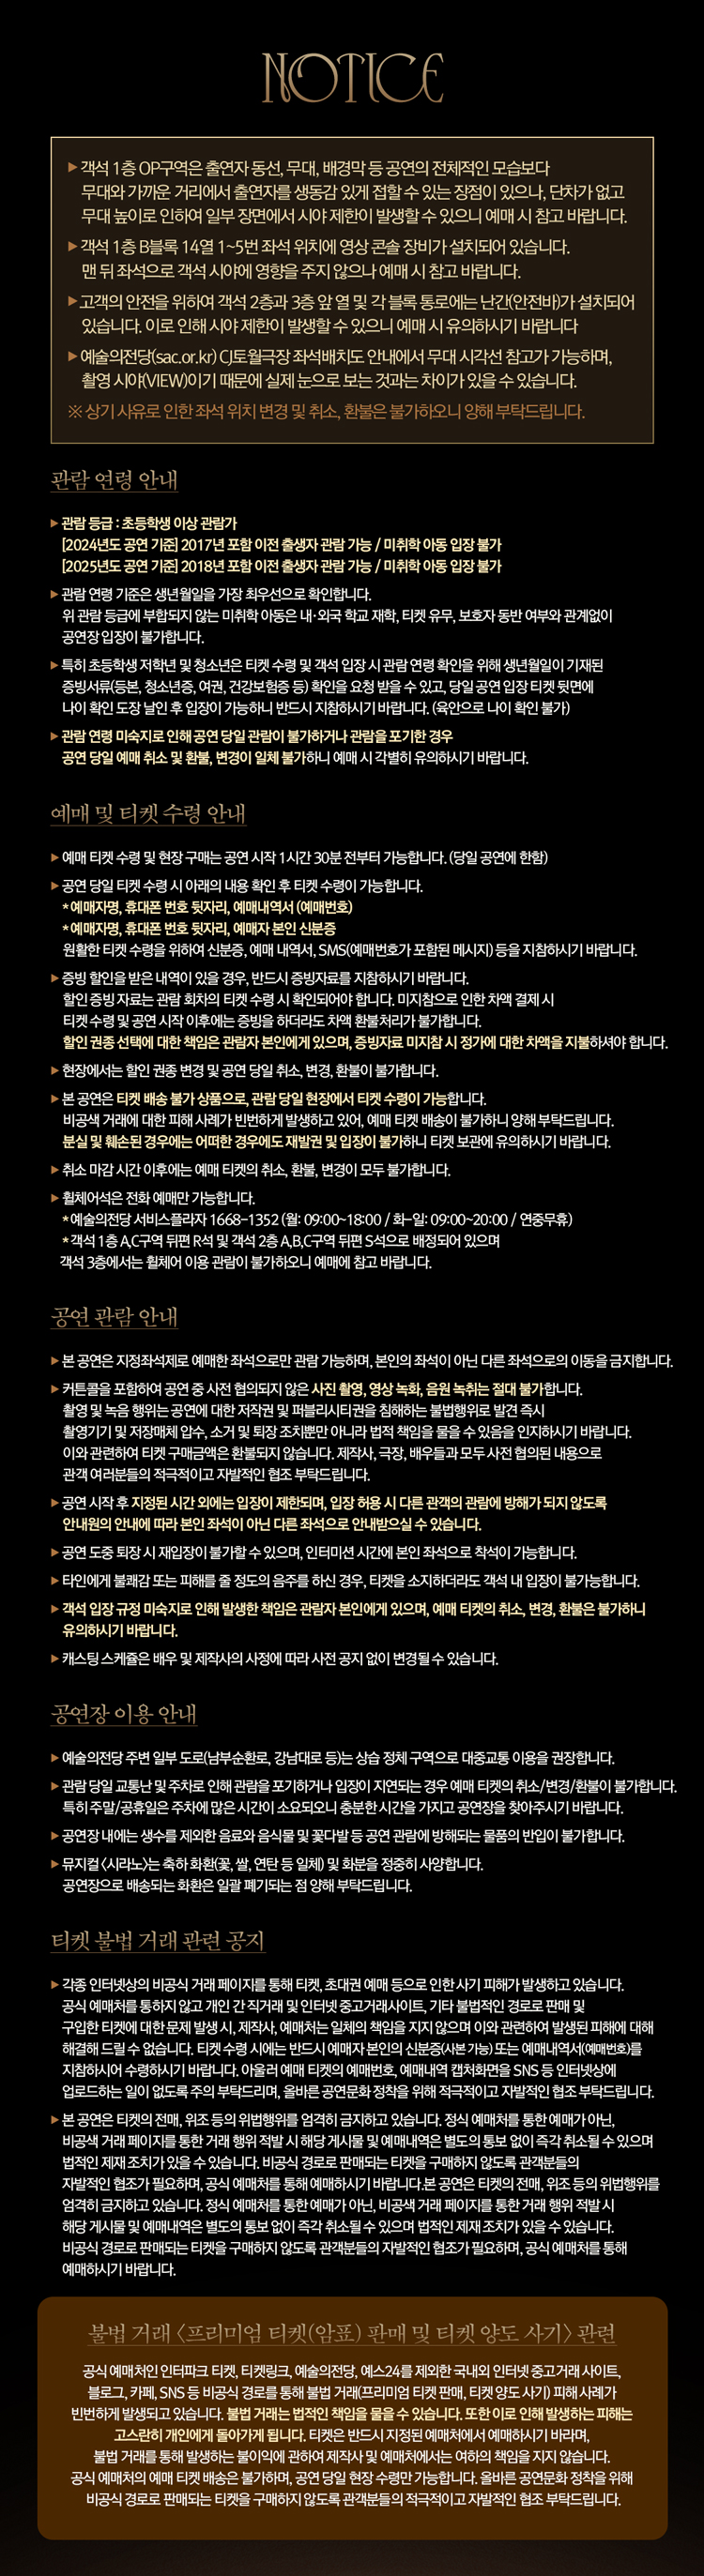 NOTICE
▶ 객석 1층 OP구역은 출연자 동선, 무대, 배경막 등 공연의 전체적인 모습보다
무대와 가까운 거리에서 출연자를 생동감 있게 접할 수 있는 장점이 있으나, 단차가 없고
무대 높이로 인하여 일부 장면에서 시야 제한이 발생할 수 있으니 예매 시 참고 바랍니다.
▶ 객석 1층 B블록 14열 1~5번 좌석 위치에 영상 콘솔 장비가 설치되어 있습니다.
맨 뒤 좌석으로 객석 시야에 영향을 주지 않으나 예매 시 참고 바랍니다.
▶ 고객의 안전을 위하여 객석 2층과 3층 앞 열 및 각 블록 통로에는 난간(안전바)가 설치되어
있습니다. 이로 인해 시야 제한이 발생할 수 있으니 예매 시 유의하시기 바랍니다
▶ 예술의전당(sac.or.kr) CJ토월극장 좌석배치도 안내에서 무대 시각선 참고가 가능하며,
촬영 시야(VIEW)이기 때문에 실제 눈으로 보는 것과는 차이가 있을 수 있습니다.
※ 상기 사유로 인한 좌석 위치 변경 및 취소, 환불은 불가하오니 양해 부탁드립니다.
관람 연령 안내
▶ 관람 등급 : 초등학생 이상 관람가
[2024년도 공연 기준] 2017년 포함 이전 출생자 관람 가능 / 미취학 아동 입장 불가
[2025년도 공연 기준] 2018년 포함 이전 출생자 관람 가능 / 미취학 아동 입장 불가
▶ 관람 연령 기준은 생년월일을 가장 최우선으로 확인합니다.
위 관람 등급에 부합되지 않는 미취학 아동은 내·외국 학교 재학, 티켓 유무, 보호자 동반 여부와 관계없이
공연장 입장이 불가합니다.
▶ 특히 초등학생 저학년 및 청소년은 티켓 수령 및 객석 입장 시 관람 연령 확인을 위해 생년월일이 기재된
증빙서류(등본, 청소년증, 여권, 건강보험증 등) 확인을 요청 받을 수 있고, 당일 공연 입장 티켓 뒷면에
나이 확인 도장 날인 후 입장이 가능하니 반드시 지참하시기 바랍니다. (육안으로 나이 확인 불가)
▶ 관람 연령 미숙지로 인해 공연 당일 관람이 불가하거나 관람을 포기한 경우
공연 당일 예매 취소 및 환불, 변경이 일체 불가하니 예매 시 각별히 유의하시기 바랍니다.
예매 및 티켓 수령 안내
▶ 예매 티켓 수령 및 현장 구매는 공연 시작 1시간 30분 전부터 가능합니다. (당일 공연에 한함)
▶ 공연 당일 티켓 수령 시 아래의 내용 확인 후 티켓 수령이 가능합니다.
* 예매자명, 휴대폰 번호 뒷자리, 예매내역서 (예매번호)
* 예매자명, 휴대폰 번호 뒷자리, 예매자 본인 신분증
원활한 티켓 수령을 위하여 신분증, 예매 내역서, SMS(예매번호가 포함된 메시지) 등을 지참하시기 바랍니다.
▶ 증빙 할인을 받은 내역이 있을 경우, 반드시 증빙자료를 지참하시기 바랍니다.
할인 증빙 자료는 관람 회차의 티켓 수령 시 확인되어야 합니다. 미지참으로 인한 차액 결제 시
티켓 수령 및 공연 시작 이후에는 증빙을 하더라도 차액 환불처리가 불가합니다.
할인 권종 선택에 대한 책임은 관람자 본인에게 있으며, 증빙자료 미지참 시 정가에 대한 차액을 지불하셔야 합니다.
▶ 현장에서는 할인 권종 변경 및 공연 당일 취소, 변경, 환불이 불가합니다.
▶ 본 공연은 티켓 배송 불가 상품으로, 관람 당일 현장에서 티켓 수령이 가능합니다.
비공색 거래에 대한 피해 사례가 빈번하게 발생하고 있어, 예매 티켓 배송이 불가하니 양해 부탁드립니다.
분실 및 훼손된 경우에는 어떠한 경우에도 재발권 및 입장이 불가하니 티켓 보관에 유의하시기 바랍니다.
▶ 취소 마감 시간 이후에는 예매 티켓의 취소, 환불, 변경이 모두 불가합니다.
▶ 휠체어석은 전화 예매만 가능합니다.
* 예술의전당 서비스플라자 1668-1352 (월: 09:00~18:00 / 화-일: 09:00~20:00 / 연중무휴)
* 객석 1층 A,C구역 뒤편 R석 및 객석 2층 A,B,C구역 뒤편 S석으로 배정되어 있으며
객석 3층에서는 휠체어 이용 관람이 불가하오니 예매에 참고 바랍니다.
공연 관람 안내
▶ 본 공연은 지정좌석제로 예매한 좌석으로만 관람 가능하며, 본인의 좌석이 아닌 다른 좌석으로의 이동을 금지합니다.
▶ 커튼콜을 포함하여 공연 중 사전 협의되지 않은 사진 촬영, 영상 녹화, 음원 녹취는 절대 불가합니다.
촬영 및 녹음 행위는 공연에 대한 저작권 및 퍼블리시티권을 침해하는 불법행위로 발견 즉시
촬영기기 및 저장매체 압수, 소거 및 퇴장 조치뿐만 아니라 법적 책임을 물을 수 있음을 인지하시기 바랍니다.
이와 관련하여 티켓 구매금액은 환불되지 않습니다. 제작사, 극장, 배우들과 모두 사전 협의된 내용으로
관객 여러분들의 적극적이고 자발적인 협조 부탁드립니다.
▶ 공연 시작 후 지정된 시간 외에는 입장이 제한되며, 입장 허용 시 다른 관객의 관람에 방해가 되지 않도록
안내원의 안내에 따라 본인 좌석이 아닌 다른 좌석으로 안내받으실 수 있습니다.
▶ 공연 도중 퇴장 시 재입장이 불가할 수 있으며, 인터미션 시간에 본인 좌석으로 착석이 가능합니다.
▶ 타인에게 불쾌감 또는 피해를 줄 정도의 음주를 하신 경우, 티켓을 소지하더라도 객석 내 입장이 불가능합니다.
▶ 객석 입장 규정 미숙지로 인해 발생한 책임은 관람자 본인에게 있으며, 예매 티켓의 취소, 변경, 환불은 불가하니
유의하시기 바랍니다.
▶ 캐스팅 스케줄은 배우 및 제작사의 사정에 따라 사전 공지 없이 변경될 수 있습니다.
공연장 이용 안내
▶ 예술의전당 주변 일부 도로(남부순환로, 강남대로 등)는 상습 정체 구역으로 대중교통 이용을 권장합니다.
▶ 관람 당일 교통난 및 주차로 인해 관람을 포기하거나 입장이 지연되는 경우 예매 티켓의 취소/변경/환불이 불가합니다.
특히 주말/공휴일은 주차에 많은 시간이 소요되오니 충분한 시간을 가지고 공연장을 찾아주시기 바랍니다.
▶ 공연장 내에는 생수를 제외한 음료와 음식물 및 꽃다발 등 공연 관람에 방해되는 물품의 반입이 불가합니다.
▶ 뮤지컬 〈시라노〉는 축하 화환(꽃, 쌀, 연탄 등 일체) 및 화분을 정중히 사양합니다.
공연장으로 배송되는 화환은 일괄 폐기되는 점 양해 부탁드립니다.
티켓 불법 거래 관련 공지
▶ 각종 인터넷상의 비공식 거래 페이지를 통해 티켓, 초대권 예매 등으로 인한 사기 피해가 발생하고 있습니다.
공식 예매처를 통하지 않고 개인 간 직거래 및 인터넷 중고거래사이트, 기타 불법적인 경로로 판매 및
구입한 티켓에 대한 문제 발생 시, 제작사, 예매처는 일체의 책임을 지지 않으며 이와 관련하여 발생된 피해에 대해
해결해 드릴 수 없습니다. 티켓 수령 시에는 반드시 예매자 본인의 신분증(사본 가능) 또는 예매내역서(예매번호)를
지참하시어 수령하시기 바랍니다. 아울러 예매 티켓의 예매번호, 예매내역 캡처화면을 SNS 등 인터넷상에
업로드하는 일이 없도록 주의 부탁드리며, 올바른 공연문화 정착을 위해 적극적이고 자발적인 협조 부탁드립니다.
▶ 본 공연은 티켓의 전매, 위조 등의 위법행위를 엄격히 금지하고 있습니다. 정식 예매처를 통한 예매가 아닌,
비공색 거래 페이지를 통한 거래 행위 적발 시 해당 게시물 및 예매내역은 별도의 통보 없이 즉각 취소될 수 있으며
법적인 제재 조치가 있을 수 있습니다. 비공식 경로로 판매되는 티켓을 구매하지 않도록 관객분들의
자발적인 협조가 필요하며, 공식 예매처를 통해 예매하시기 바랍니다.본 공연은 티켓의 전매, 위조 등의 위법행위를
엄격히 금지하고 있습니다. 정식 예매처를 통한 예매가 아닌, 비공색 거래 페이지를 통한 거래 행위 적발 시
해당 게시물 및 예매내역은 별도의 통보 없이 즉각 취소될 수 있으며 법적인 제재 조치가 있을 수 있습니다.
비공식 경로로 판매되는 티켓을 구매하지 않도록 관객분들의 자발적인 협조가 필요하며, 공식 예매처를 통해
예매하시기 바랍니다.
불법 거래 〈프리미엄 티켓(암표) 판매 및 티켓 양도 사기〉 관련
공식 예매처인 인터파크 티켓, 티켓링크, 예술의전당, 예스24를 제외한 국내외 인터넷 중고거래 사이트,
블로그, 카페, SNS 등 비공식 경로를 통해 불법 거래(프리미엄 티켓 판매, 티켓 양도 사기) 피해 사례가
빈번하게 발생되고 있습니다. 불법 거래는 법적인 책임을 물을 수 있습니다. 또한 이로 인해 발생하는 피해는
고스란히 개인에게 돌아가게 됩니다. 티켓은 반드시 지정된 예매처에서 예매하시기 바라며,
불법 거래를 통해 발생하는 불이익에 관하여 제작사 및 예매처에서는 여하의 책임을 지지 않습니다.
공식 예매처의 예매 티켓 배송은 불가하며, 공연 당일 현장 수령만 가능합니다. 올바른 공연문화 정착을 위해
비공식 경로로 판매되는 티켓을 구매하지 않도록 관객분들의 적극적이고 자발적인 협조 부탁드립니다.